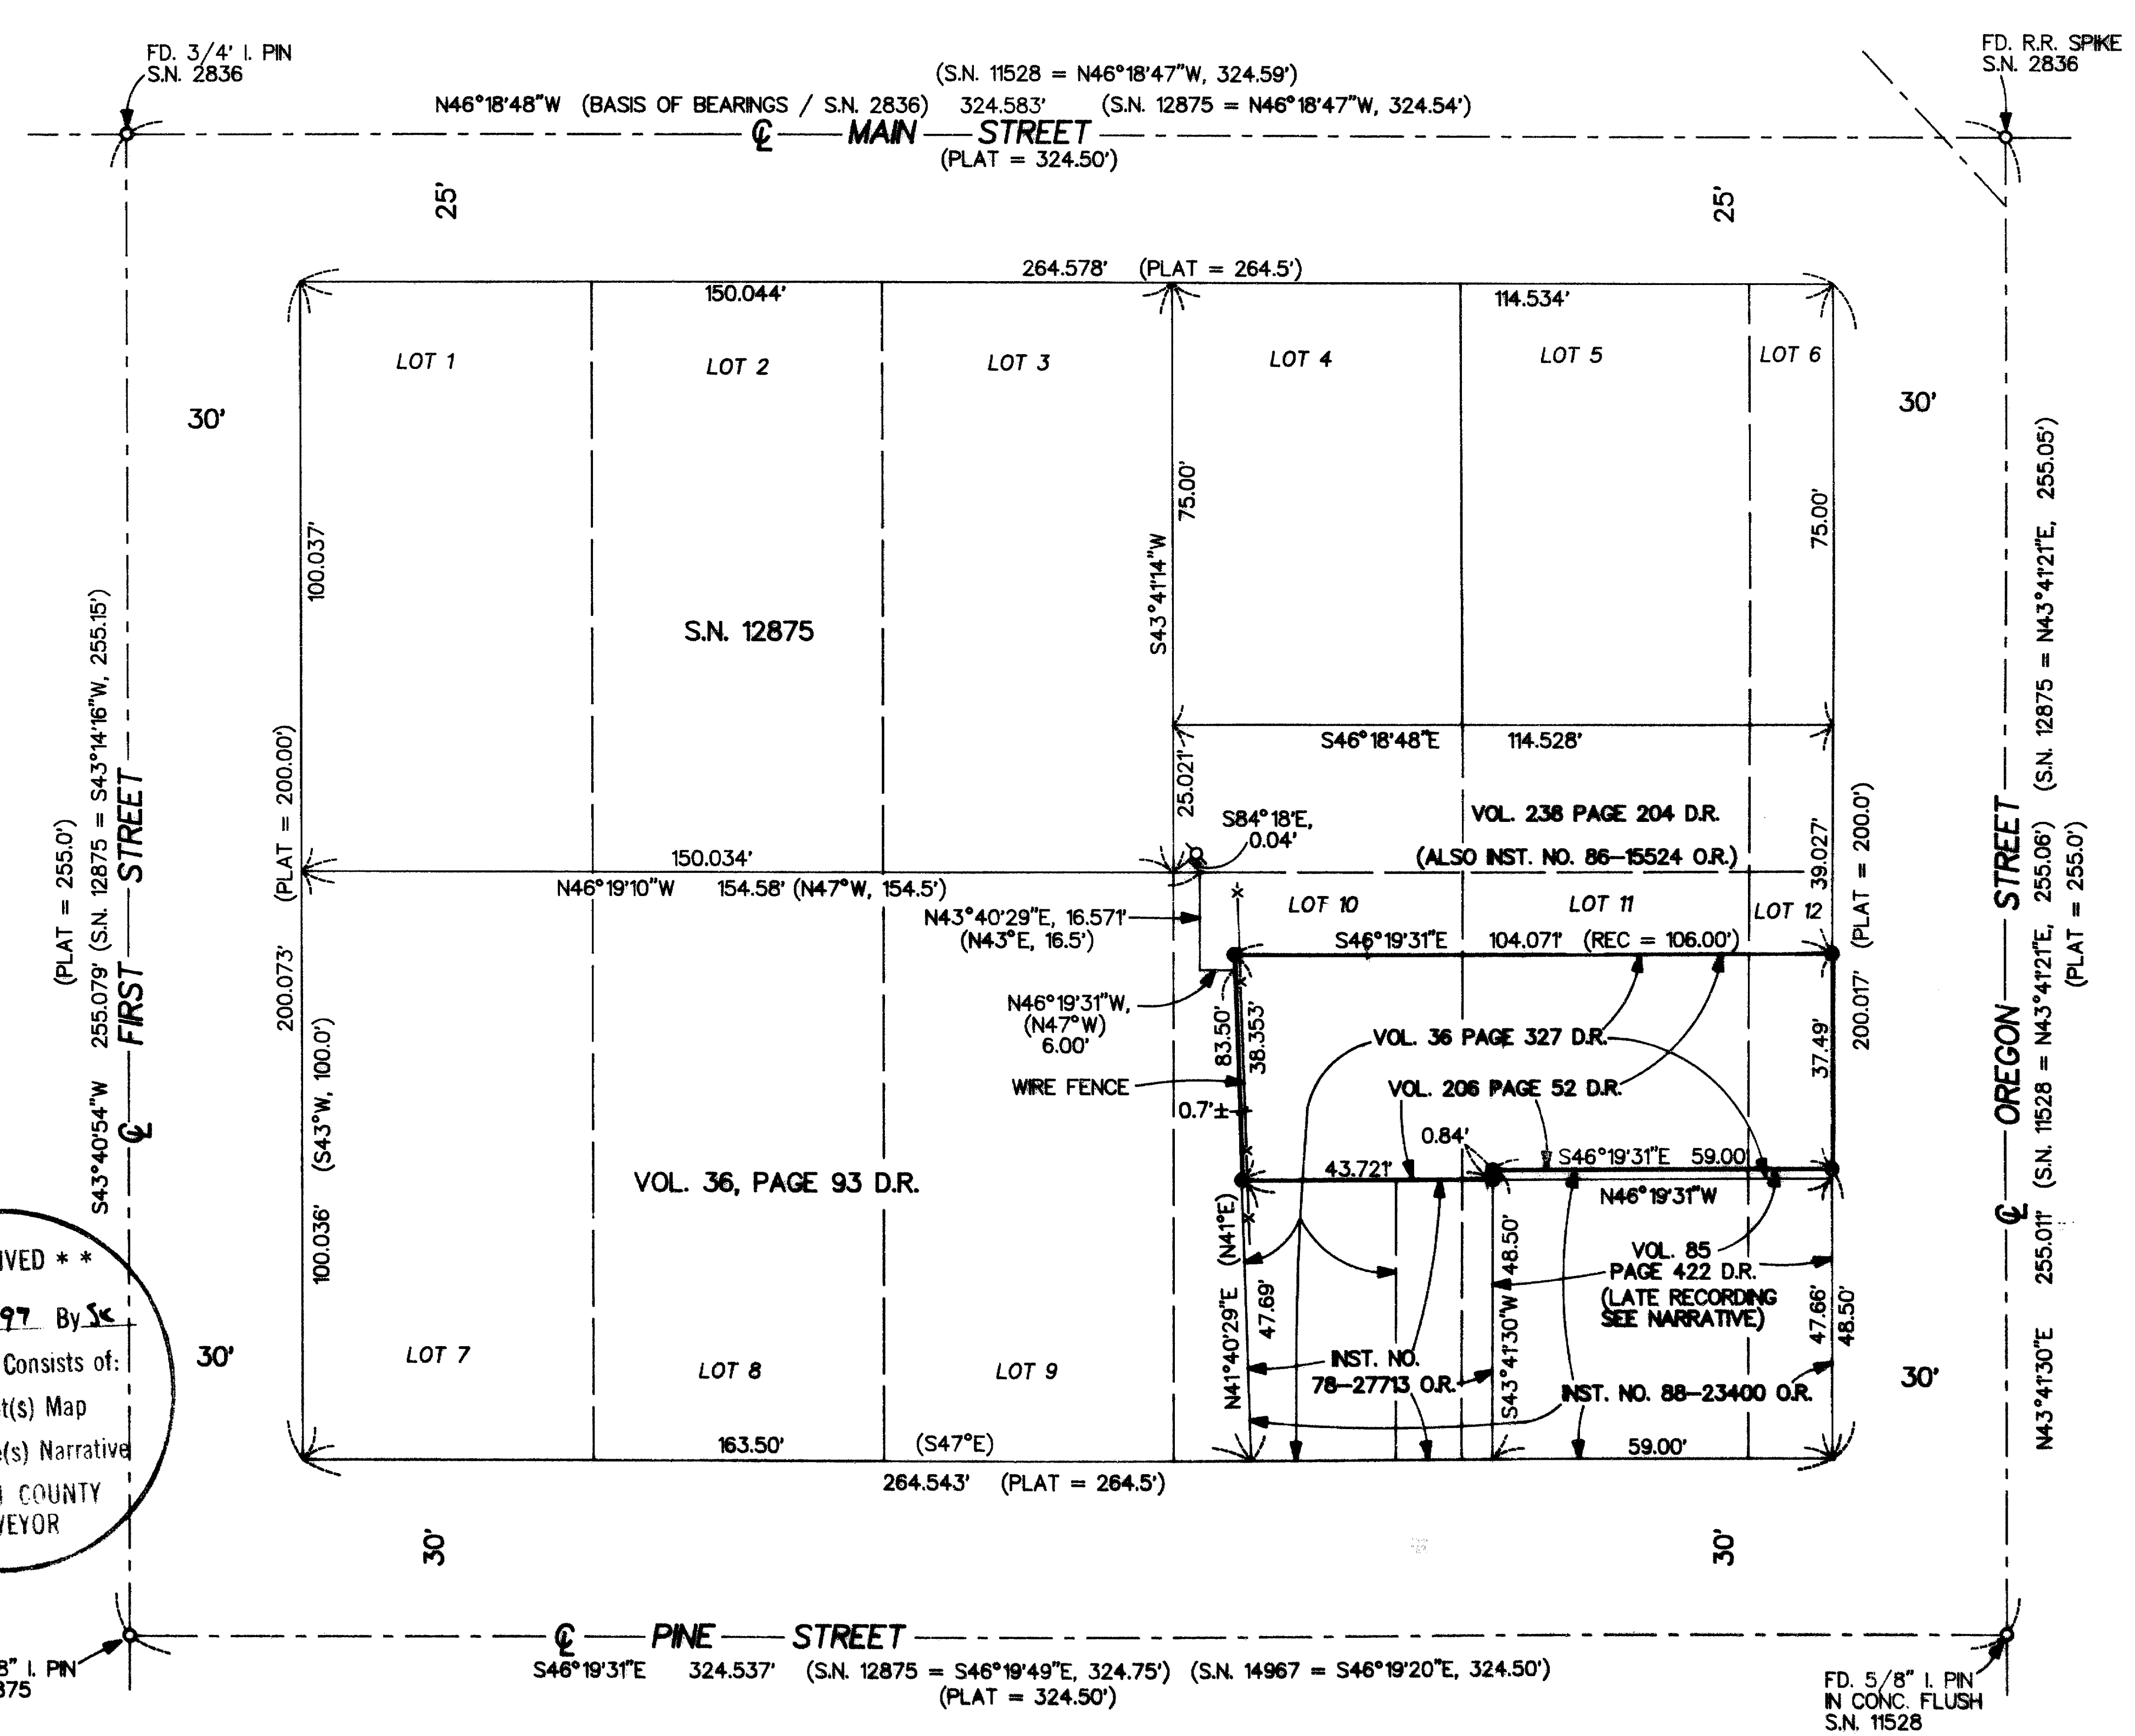 FD. 3/4' I. PIN
S.N. 2836
FD. R.R. SPIKE
S.N. 2836
(S.N. 11528 = N46°18'47"W, 324.59')
N46°18'48"W (BASIS OF BEARINGS / S.N. 2836) 324.583' (S.N. 12875 = N46°18'47"W, 324.54')
℄ MAIN STREET
(PLAT = 324.50')
25'
25'
264.578' (PLAT = 264.5')
150.044'
114.534'
LOT 1
LOT 2
LOT 3
LOT 4
LOT 5
LOT 6
30'
30'
100.037'
75.00'
75.00'
S43°41'14"W
S.N. 12875
(PLAT = 200.00')
200.073'
S46°18'48"E 114.528'
25.021'
S84°18'E,
0.04'
VOL. 238 PAGE 204 D.R.
(ALSO INST. NO. 86-15524 O.R.)
39.027'
(PLAT = 200.0')
200.017'
150.034'
N46°19'10"W 154.58' (N47°W, 154.5')
N43°40'29"E, 16.571'
(N43°E, 16.5')
LOT 10
LOT 11
LOT 12
S46°19'31"E 104.071' (REC = 106.00')
N46°19'31"W,
(N47°W)
6.00'
83.50'
38.353'
WIRE FENCE
0.7'±
VOL. 36 PAGE 327 D.R.
VOL. 206 PAGE 52 D.R.
37.49'
0.84'
43.721'
S46°19'31"E 59.00'
N46°19'31"W
(S43°W, 100.0')
100.036'
VOL. 36, PAGE 93 D.R.
N41°40'29"E (N41°E)
47.69'
S43°41'30"W 48.50'
VOL. 85
PAGE 422 D.R.
(LATE RECORDING
SEE NARRATIVE)
47.66'
48.50'
INST. NO.
78-27713 O.R.
INST. NO. 88-23400 O.R.
LOT 7
LOT 8
LOT 9
163.50' (S47°E)
59.00'
264.543' (PLAT = 264.5')
30'
30'
30'
30'
(PLAT = 255.0')
S43°40'54"W 255.079' (S.N. 12875 = S43°14'16"W, 255.15')
℄ FIRST STREET
℄ OREGON STREET
N43°41'30"E 255.011' (S.N. 11528 = N43°41'21"E, 255.06') (S.N. 12875 = N43°41'21"E, 255.05')
(PLAT = 255.0')
IVED * *
97 By
Consists of:
t(s) Map
(s) Narrative
COUNTY
VEYOR
℄ PINE STREET
S46°19'31"E 324.537' (S.N. 12875 = S46°19'49"E, 324.75') (S.N. 14967 = S46°19'20"E, 324.50')
(PLAT = 324.50')
8" I. PIN
875
FD. 5/8" I. PIN
IN CONC. FLUSH
S.N. 11528